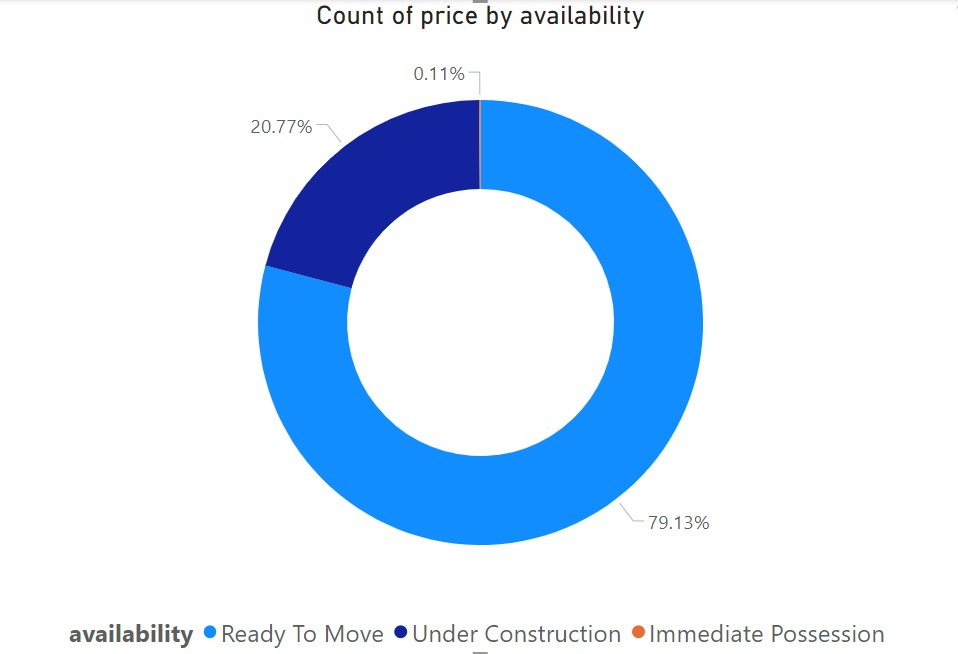 Count of price by availability
0.11%
20.77%
79.13%
availability Ready To Move Under Construction Immediate Possession